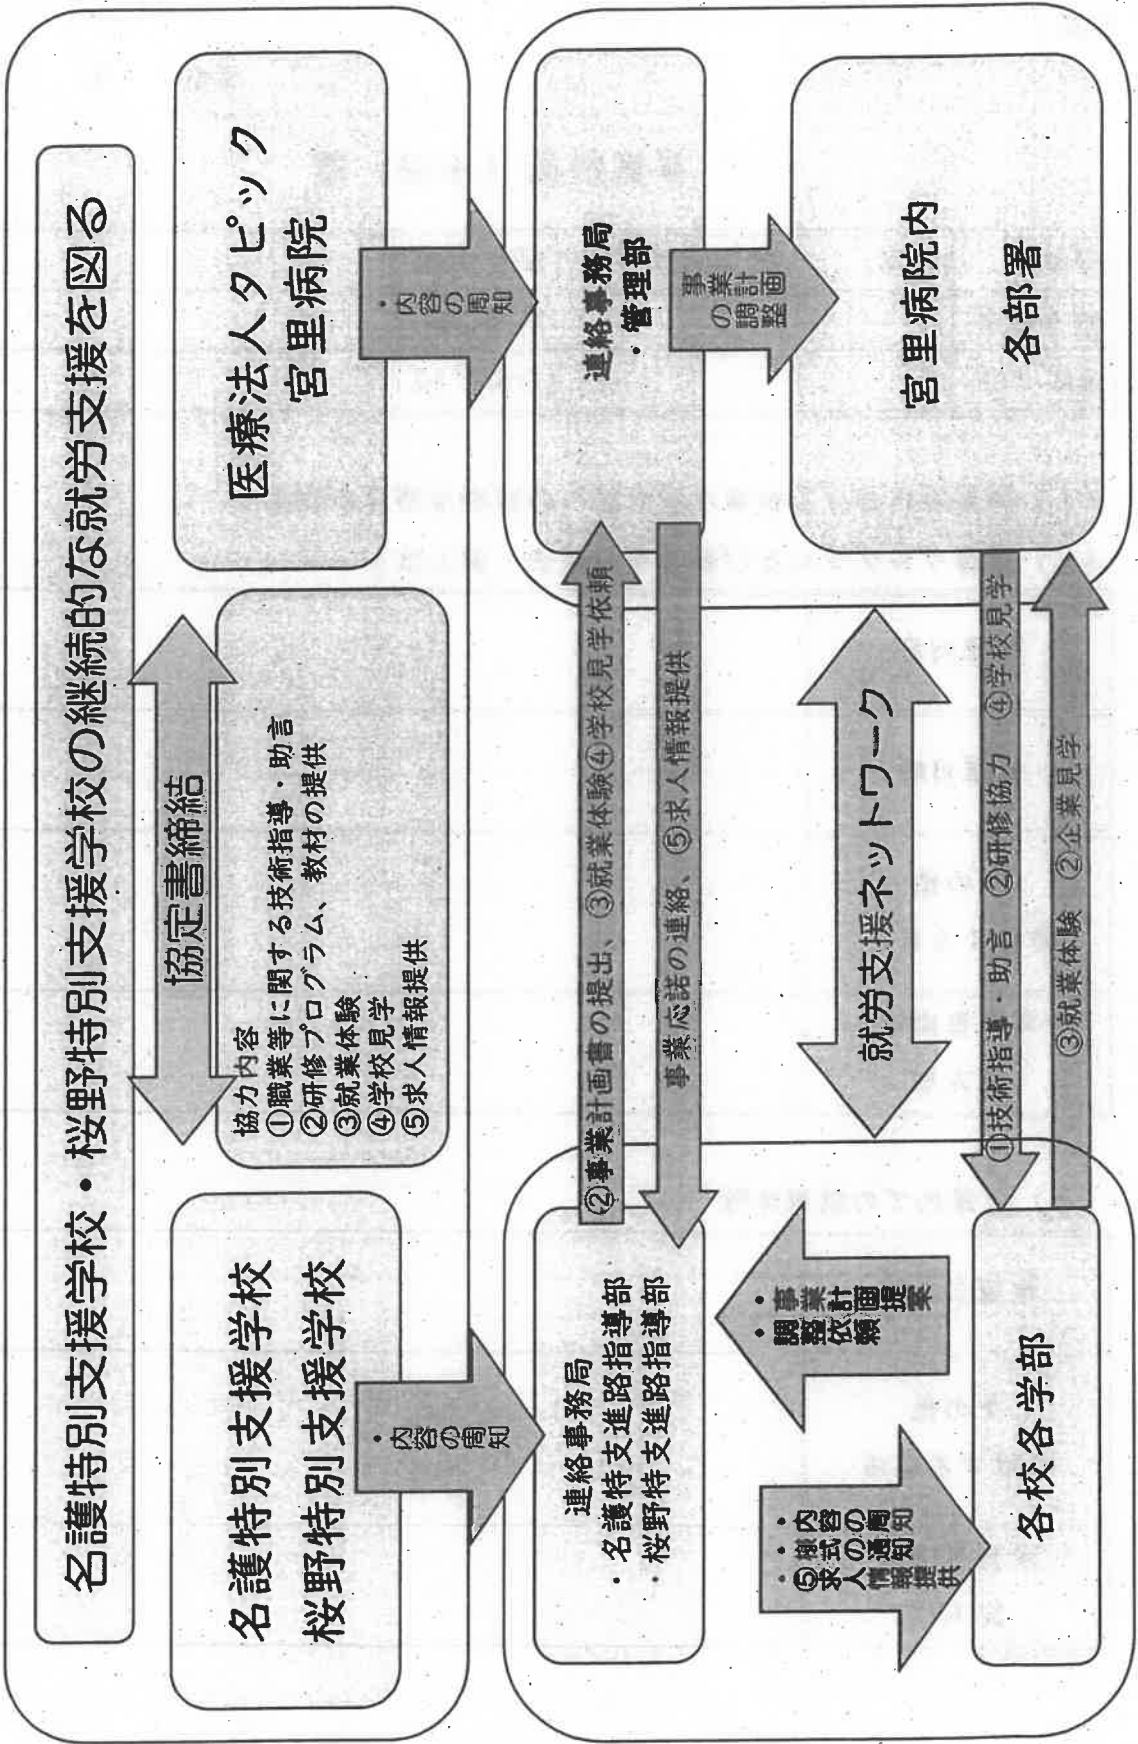 名護特別支援学校・桜野特別支援学校の継続的な就労支援を図る
名護特別支援学校
桜野特別支援学校
協定書締結
協力内容
①職業等に関する技術指導・助言
②研修プログラム、教材の提供
③就業体験
④学校見学
⑤求人情報提供
医療法人タピック
宮里病院
・内容の周知
・内容の周知
連絡事務局
・名護特支進路指導部
・桜野特支進路指導部
②事業計画書の提出、③就業体験④学校見学依頼
事業応諾の連絡、⑤求人情報提供
連絡事務局
・管理部
事業計画の調整
・内容の周知
・様式の通知
・⑤求人情報提供
・事業計画提案
・調整依頼
就労支援ネットワーク
宮里病院内
各部署
各校各学部
①技術指導・助言 ②研修協力 ④学校見学
③就業体験 ②企業見学